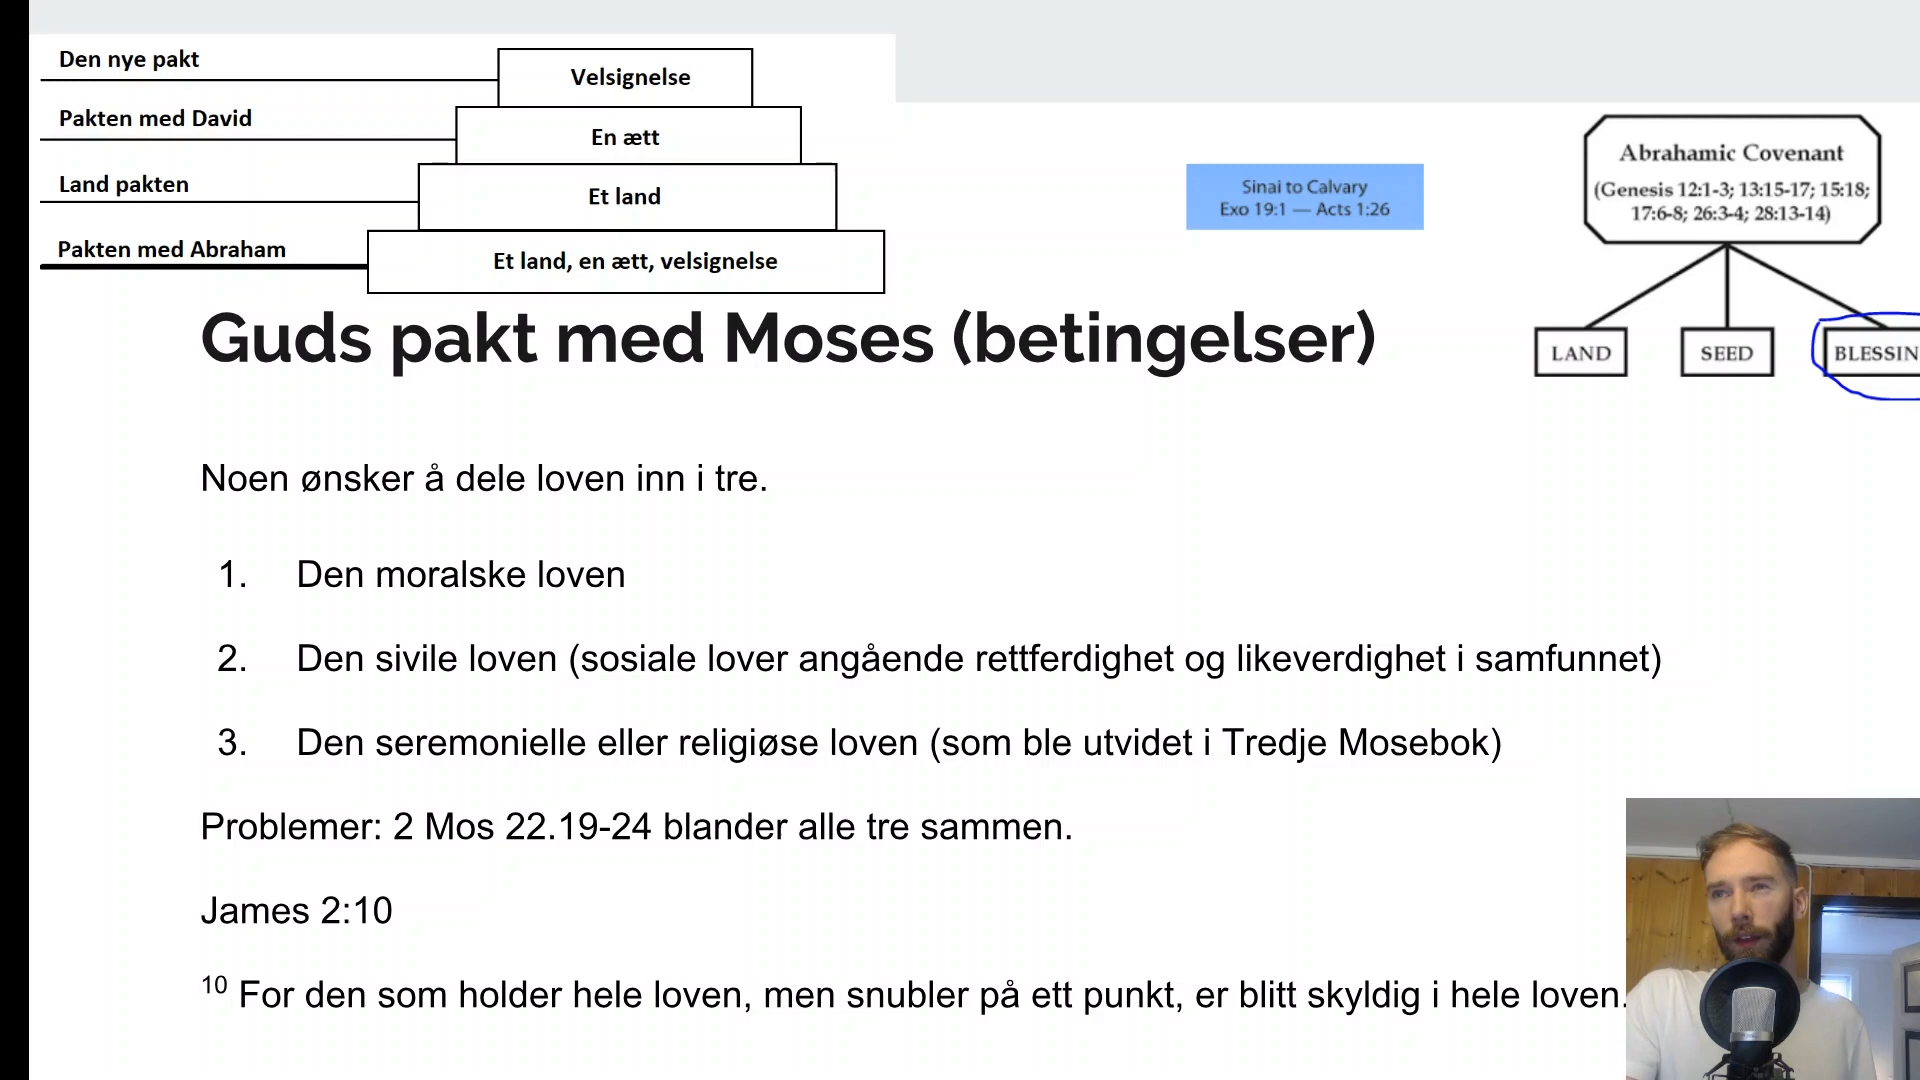 Den nye pakt
Velsignelse
Pakten med David
En ætt
Land pakten
Et land
Pakten med Abraham
Et land, en ætt, velsignelse
Sinai to Calvary
Exo 19:1 — Acts 1:26
Abrahamic Covenant
(Genesis 12:1-3; 13:15-17; 15:18;
17:6-8; 26:3-4; 28:13-14)
LAND
SEED
BLESSIN
Guds pakt med Moses (betingelser)
Noen ønsker å dele loven inn i tre.
1. Den moralske loven
2. Den sivile loven (sosiale lover angående rettferdighet og likeverdighet i samfunnet)
3. Den seremonielle eller religiøse loven (som ble utvidet i Tredje Mosebok)
Problemer: 2 Mos 22.19-24 blander alle tre sammen.
James 2:10
10 For den som holder hele loven, men snubler på ett punkt, er blitt skyldig i hele loven.